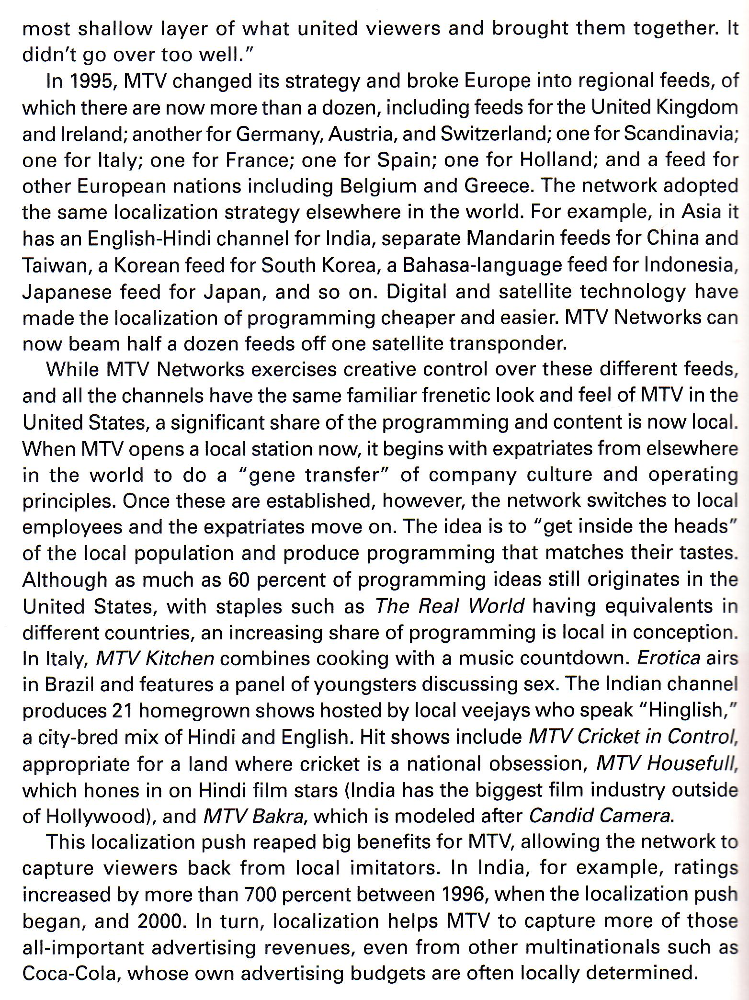 most shallow layer of what united viewers and brought them together. It
didn't go over too well.”
In 1995, MTV changed its strategy and broke Europe into regional feeds, of
which there are now more than a dozen, including feeds for the United Kingdom
and Ireland; another for Germany, Austria, and Switzerland; one for Scandinavia;
one for Italy; one for France; one for Spain; one for Holland; and a feed for
other European nations including Belgium and Greece. The network adopted
the same localization strategy elsewhere in the world. For example, in Asia it
has an English-Hindi channel for India, separate Mandarin feeds for China and
Taiwan, a Korean feed for South Korea, a Bahasa-language feed for Indonesia,
Japanese feed for Japan, and so on. Digital and satellite technology have
made the localization of programming cheaper and easier. MTV Networks can
now beam half a dozen feeds off one satellite transponder.
While MTV Networks exercises creative control over these different feeds,
and all the channels have the same familiar frenetic look and feel of MTV in the
United States, a significant share of the programming and content is now local.
When MTV opens a local station now, it begins with expatriates from elsewhere
in the world to do a “gene transfer” of company culture and operating
principles. Once these are established, however, the network switches to local
employees and the expatriates move on. The idea is to “get inside the heads”
of the local population and produce programming that matches their tastes.
Although as much as 60 percent of programming ideas still originates in the
United States, with staples such as The Real World having equivalents in
different countries, an increasing share of programming is local in conception.
In Italy, MTV Kitchen combines cooking with a music countdown. Erotica airs
in Brazil and features a panel of youngsters discussing sex. The Indian channel
produces 21 homegrown shows hosted by local veejays who speak “Hinglish,”
a city-bred mix of Hindi and English. Hit shows include MTV Cricket in Control,
appropriate for a land where cricket is a national obsession, MTV Housefull,
which hones in on Hindi film stars (India has the biggest film industry outside
of Hollywood), and MTV Bakra, which is modeled after Candid Camera.
This localization push reaped big benefits for MTV, allowing the network to
capture viewers back from local imitators. In India, for example, ratings
increased by more than 700 percent between 1996, when the localization push
began, and 2000. In turn, localization helps MTV to capture more of those
all-important advertising revenues, even from other multinationals such as
Coca-Cola, whose own advertising budgets are often locally determined.